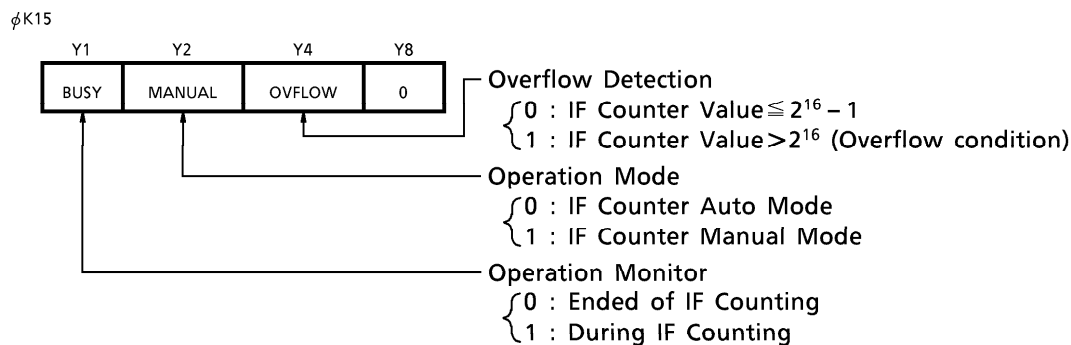 ϕK15
Y1 Y2 Y4 Y8
BUSY MANUAL OVFLOW 0
Overflow Detection
0 : IF Counter Value≦2¹⁶ – 1
1 : IF Counter Value>2¹⁶ (Overflow condition)
Operation Mode
0 : IF Counter Auto Mode
1 : IF Counter Manual Mode
Operation Monitor
0 : Ended of IF Counting
1 : During IF Counting